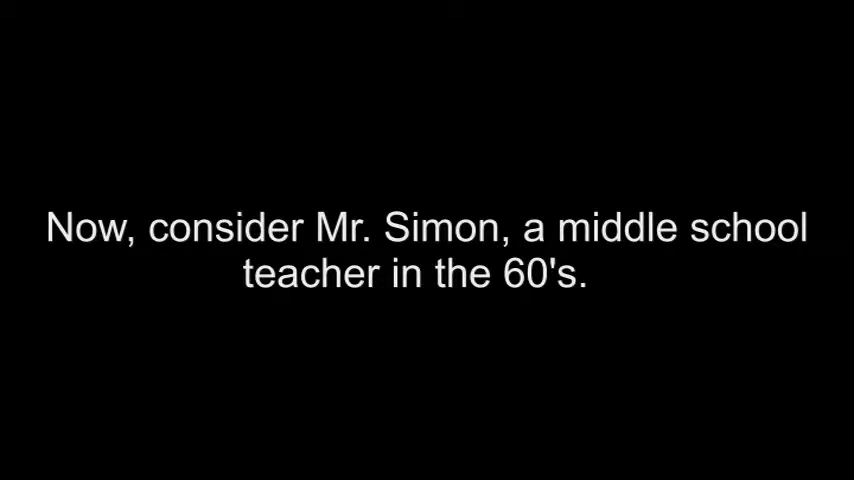 Now, consider Mr. Simon, a middle school
teacher in the 60's.